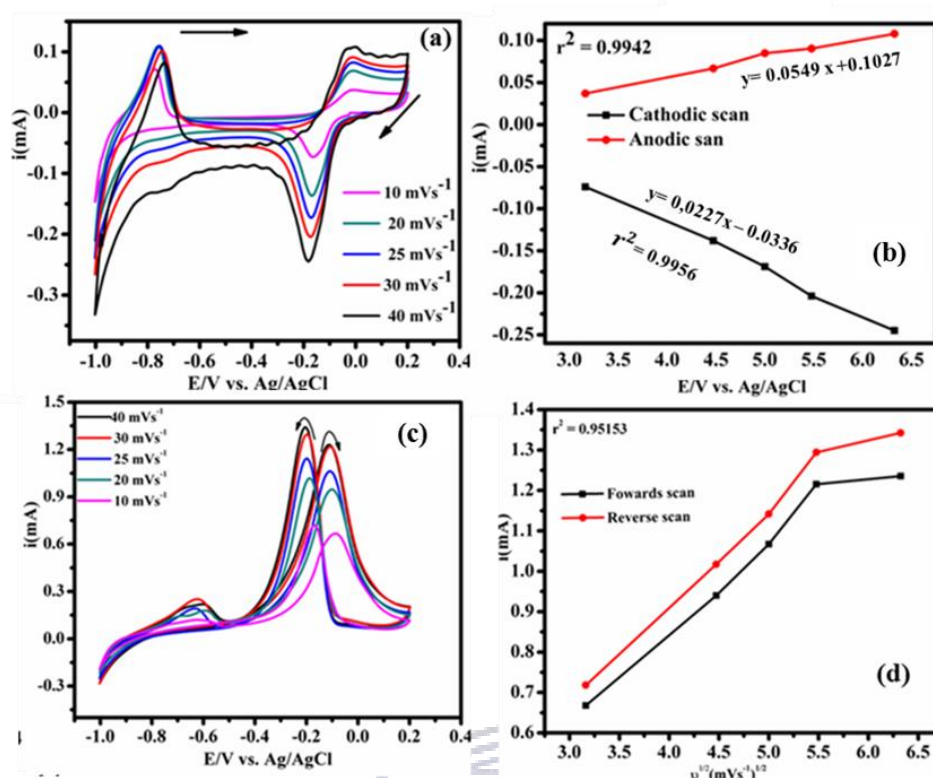 (a)
i(mA)
0.1
0.0
-0.1
-0.2
-0.3
10 mVs-1
20 mVs-1
25 mVs-1
30 mVs-1
40 mVs-1
-1.0 -0.8 -0.6 -0.4 -0.2 0.0 0.2 0.4
E/V vs. Ag/AgCl
r2 = 0.9942
y= 0.0549 x+0.1027
Cathodic scan
Anodic san
y= 0,0227x-0.0336
r2 = 0.9956
(b)
i(mA)
0.10
0.05
0.00
-0.05
-0.10
-0.15
-0.20
-0.25
3.0 3.5 4.0 4.5 5.0 5.5 6.0 6.5
E/V vs. Ag/AgCl
(c)
40 mVs-1
30 mVs-1
25 mVs-1
20 mVs-1
10 mVs-1
i(mA)
1.5
1.2
0.9
0.6
0.3
0.0
-0.3
-1.0 -0.8 -0.6 -0.4 -0.2 0.0 0.2 0.4
E/V vs. Ag/AgCl
r2 = 0.95153
Fowards scan
Reverse scan
(d)
i(mA)
1.4
1.3
1.2
1.1
1.0
0.9
0.8
0.7
0.6
3.0 3.5 4.0 4.5 5.0 5.5 6.0 6.5
υ1/2(mVs-1)1/2